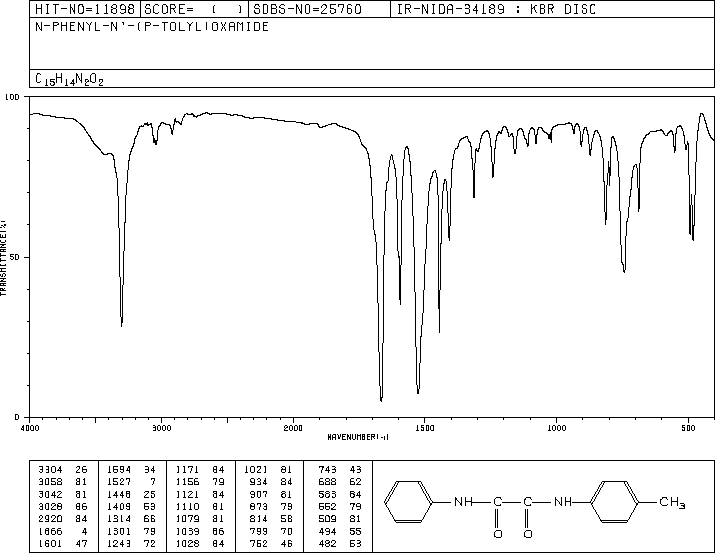 HIT-NO=11898 SCORE= ( ) SDBS-NO=25760 IR-NIDA-34189 : KBR DISC
N-PHENYL-N'-(P-TOLYL)OXAMIDE
C15H14N2O2
100
50
0
TRANSMITTANCE(%)
4000 3000 2000 1500 1000 500
WAVENUMBER(-1)
3304 26 1594 34 1171 84 1021 81 743 43
3058 81 1527 7 1156 79 934 84 688 62
3042 81 1448 25 1121 84 907 81 583 84
3028 86 1409 53 1110 81 873 79 552 79
2920 84 1314 66 1079 81 814 58 509 81
1666 4 1301 79 1039 86 799 70 494 55
1601 47 1243 72 1028 84 752 46 482 53
NH C C NH CH3
O O